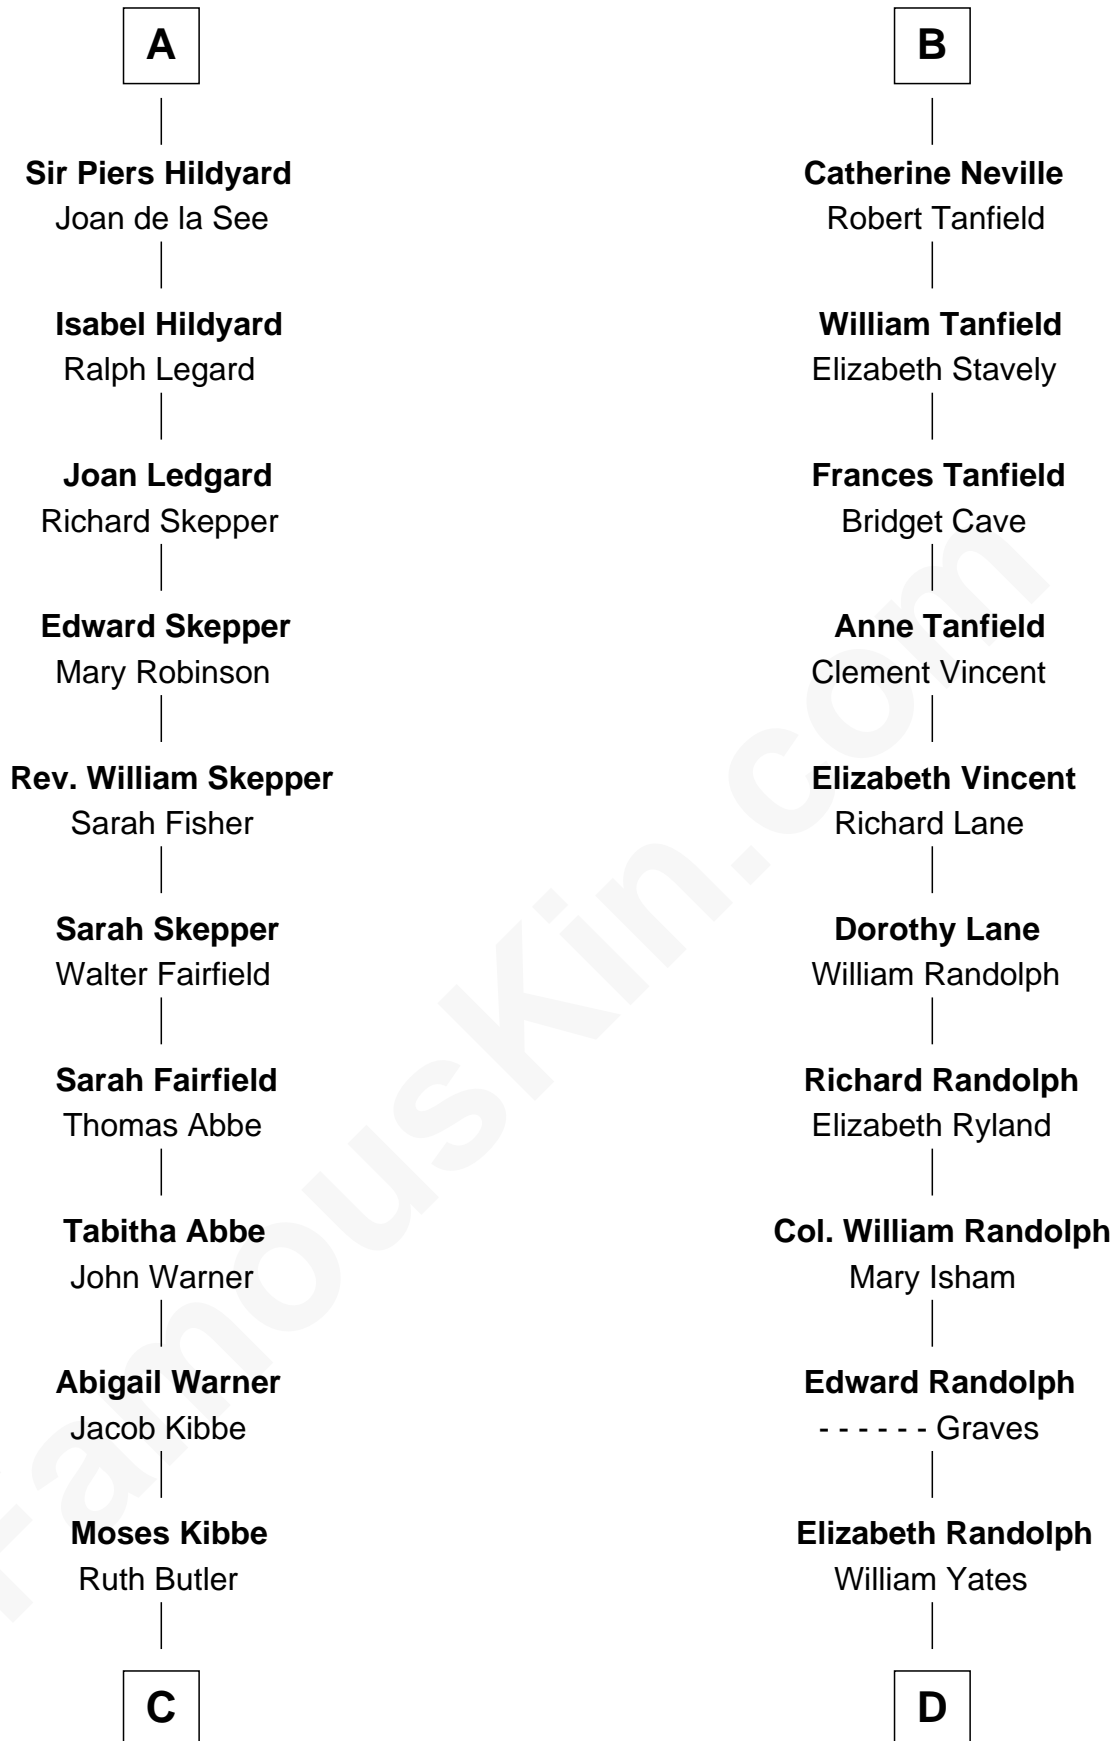 A
Sir Piers Hildyard
Joan de la See
Isabel Hildyard
Ralph Legard
Joan Ledgard
Richard Skepper
Edward Skepper
Mary Robinson
Rev. William Skepper
Sarah Fisher
Sarah Skepper
Walter Fairfield
Sarah Fairfield
Thomas Abbe
Tabitha Abbe
John Warner
Abigail Warner
Jacob Kibbe
Moses Kibbe
Ruth Butler
C
B
Catherine Neville
Robert Tanfield
William Tanfield
Elizabeth Stavely
Frances Tanfield
Bridget Cave
Anne Tanfield
Clement Vincent
Elizabeth Vincent
Richard Lane
Dorothy Lane
William Randolph
Richard Randolph
Elizabeth Ryland
Col. William Randolph
Mary Isham
Edward Randolph
- - - - - - Graves
Elizabeth Randolph
William Yates
D
FamousKin.com